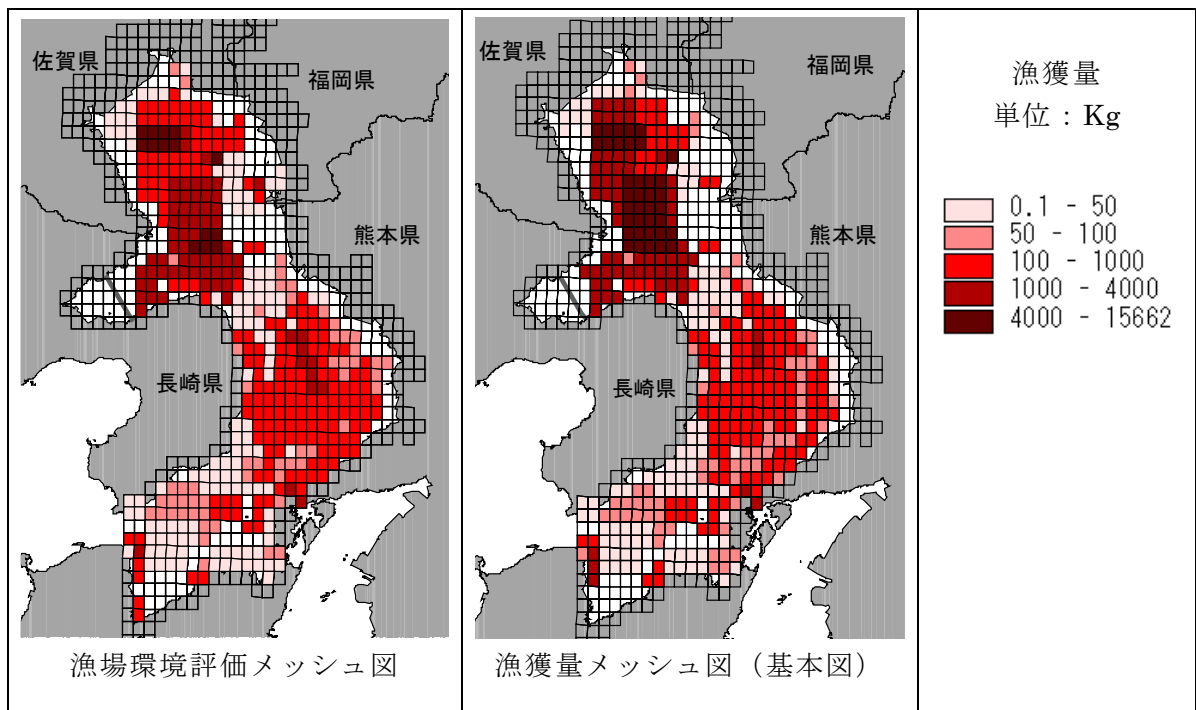 佐賀県
福岡県
熊本県
長崎県
漁場環境評価メッシュ図
佐賀県
福岡県
熊本県
長崎県
漁獲量メッシュ図（基本図）
漁獲量
単位：Kg
0.1 - 50
50 - 100
100 - 1000
1000 - 4000
4000 - 15662